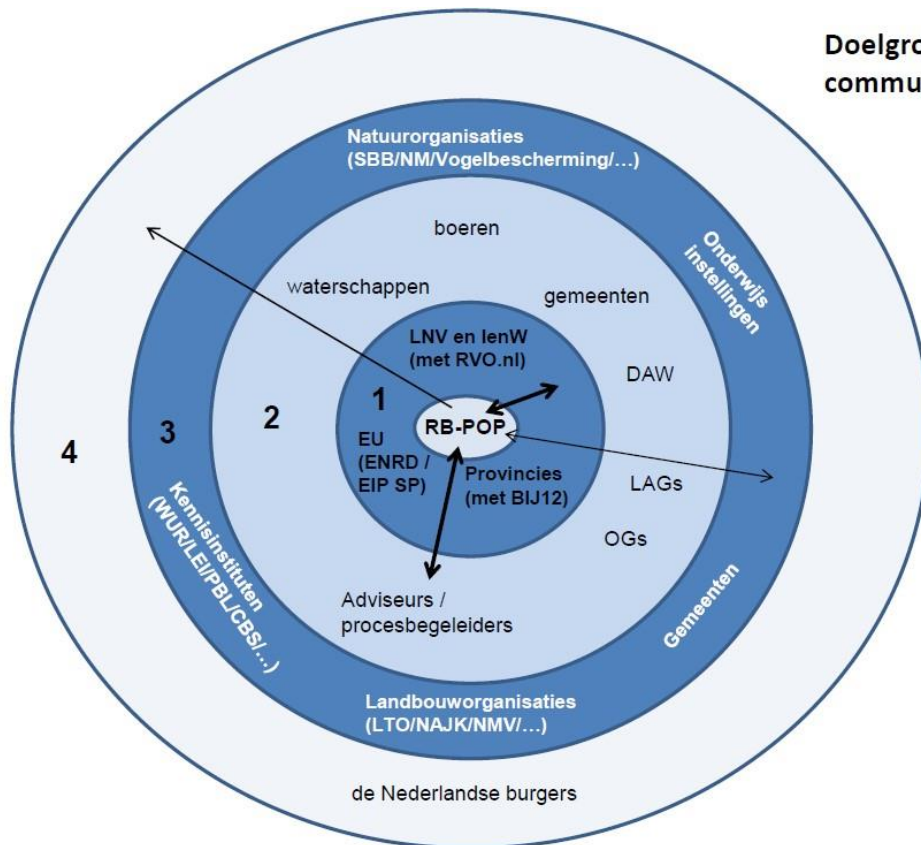 Doelgro
commu
Natuurorganisaties
(SBB/NM/Vogelbescherming/…)
Onderwijs
instellingen
boeren
waterschappen
gemeenten
LNV en IenW
(met RVO.nl)
DAW
1
2
3
4
RB-POP
EU
(ENRD /
EIP SP)
Provincies
(met BIJ12)
LAGs
OGs
Kennisinstituten
(WUR/LEI/PBL/CBS/…)
Gemeenten
Adviseurs /
procesbegeleiders
Landbouworganisaties
(LTO/NAJK/NMV/…)
de Nederlandse burgers